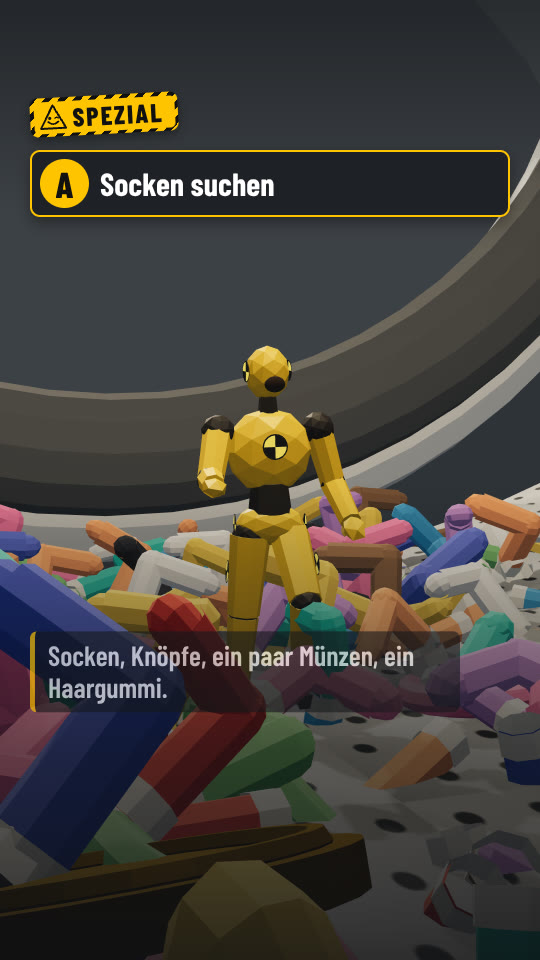 SPEZIAL
A Socken suchen
Socken, Knöpfe, ein paar Münzen, ein
Haargummi.